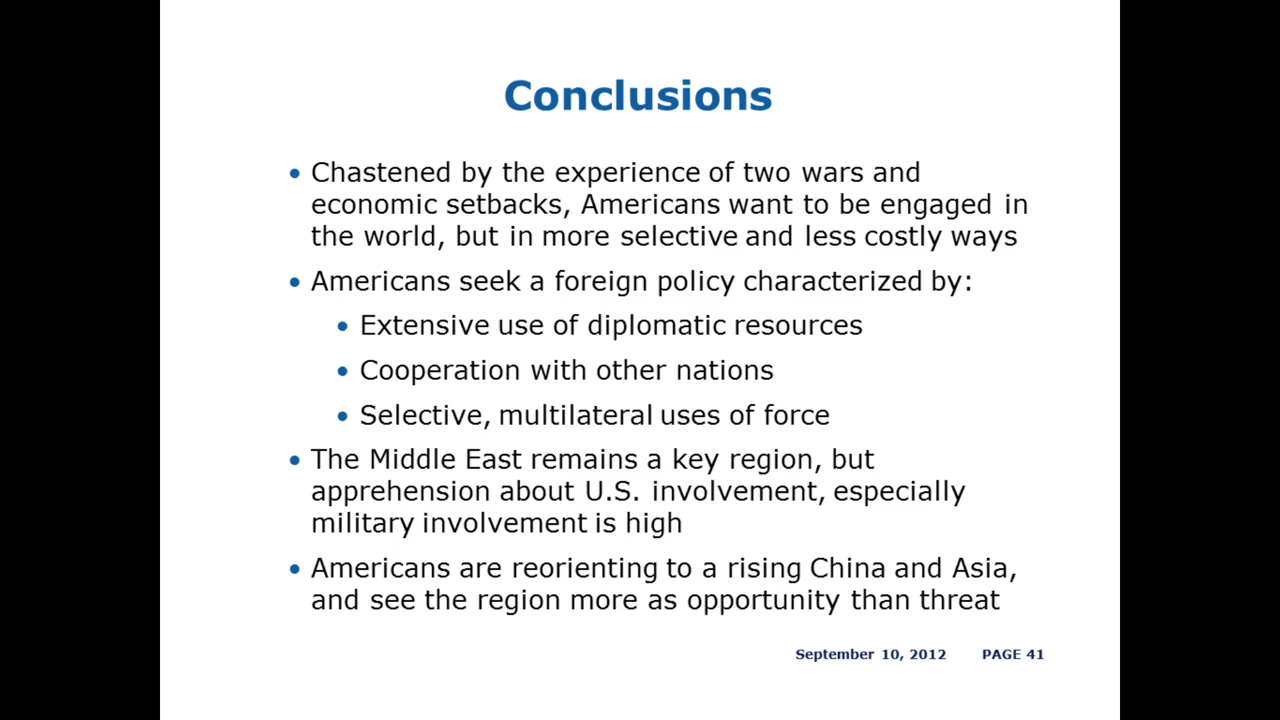 Conclusions
• Chastened by the experience of two wars and
economic setbacks, Americans want to be engaged in
the world, but in more selective and less costly ways
• Americans seek a foreign policy characterized by:
• Extensive use of diplomatic resources
• Cooperation with other nations
• Selective, multilateral uses of force
• The Middle East remains a key region, but
apprehension about U.S. involvement, especially
military involvement is high
• Americans are reorienting to a rising China and Asia,
and see the region more as opportunity than threat
September 10, 2012 PAGE 41